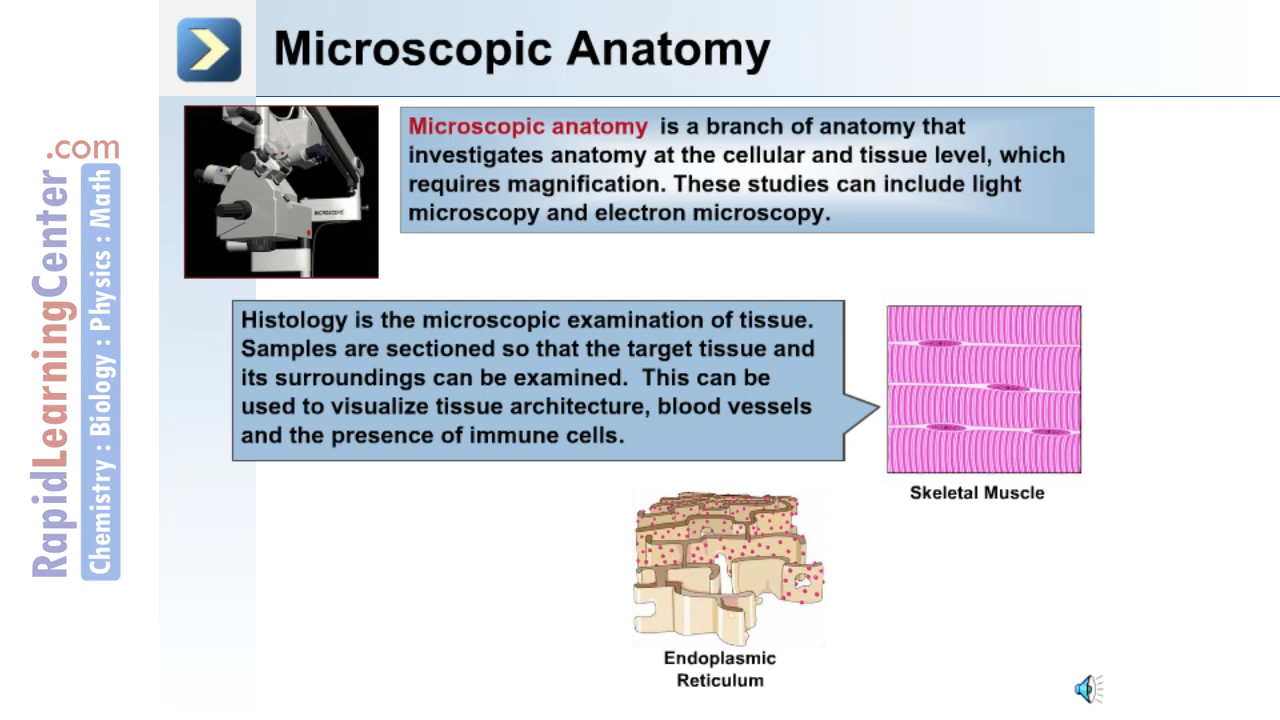 Microscopic Anatomy
Microscopic anatomy is a branch of anatomy that
investigates anatomy at the cellular and tissue level, which
requires magnification. These studies can include light
microscopy and electron microscopy.
MICROSCOPIC
Histology is the microscopic examination of tissue.
Samples are sectioned so that the target tissue and
its surroundings can be examined. This can be
used to visualize tissue architecture, blood vessels
and the presence of immune cells.
Skeletal Muscle
Endoplasmic
Reticulum
RapidLearningCenter.com
Chemistry : Biology : Physics : Math